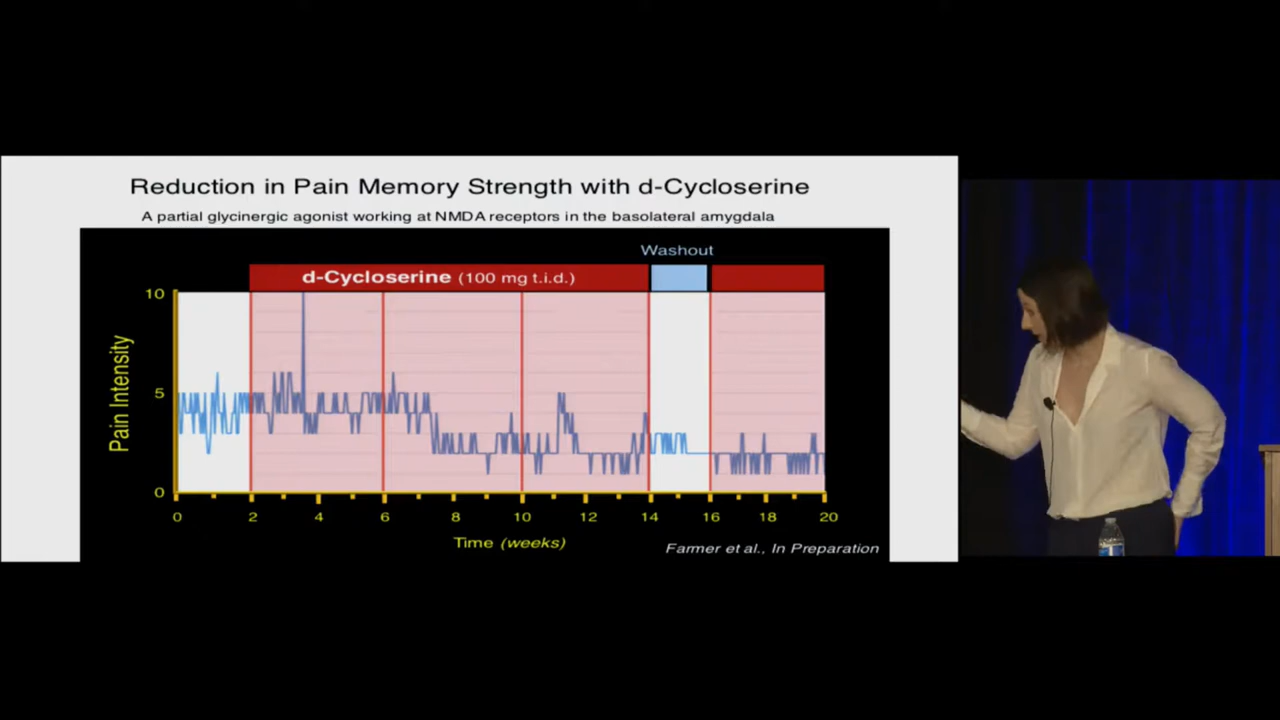 Reduction in Pain Memory Strength with d-Cycloserine
A partial glycinergic agonist working at NMDA receptors in the basolateral amygdala
Washout
d-Cycloserine (100 mg t.i.d.)
10
5
0
Pain Intensity
0 2 4 6 8 10 12 14 16 18 20
Time (weeks)
Farmer et al., In Preparation